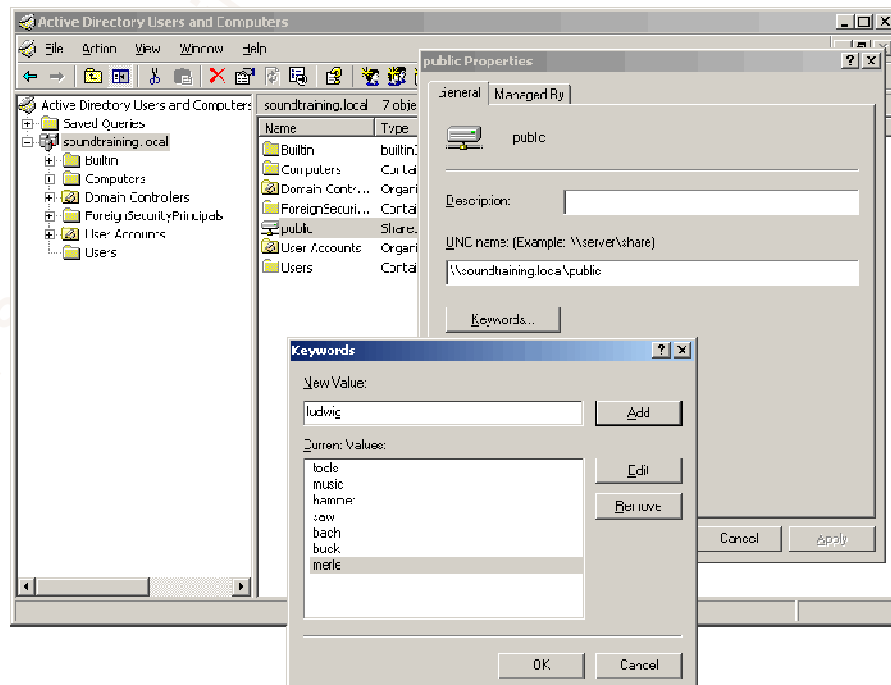 Active Directory Users and Computers
File Action View Window Help
Active Directory Users and Computers
Saved Queries
soundtraining.local
Builtin
Computers
Domain Controllers
ForeignSecurityPrincipals
User Accounts
Users
soundtraining.local 7 obje
Name Type
Builtin builtin
Computers Contai
Domain Contr... Organi
ForeignSecuri... Contai
public Share
User Accounts Organi
Users Contai
public Properties
General Managed By
public
Description:
UNC name: (Example: \\server\share)
\\soundtraining.local\public
Keywords...
Cancel Apply
Keywords
New Value:
ludwig
Add
Current Values:
tools
music
hammer
saw
bach
buck
merle
Edit
Remove
OK Cancel